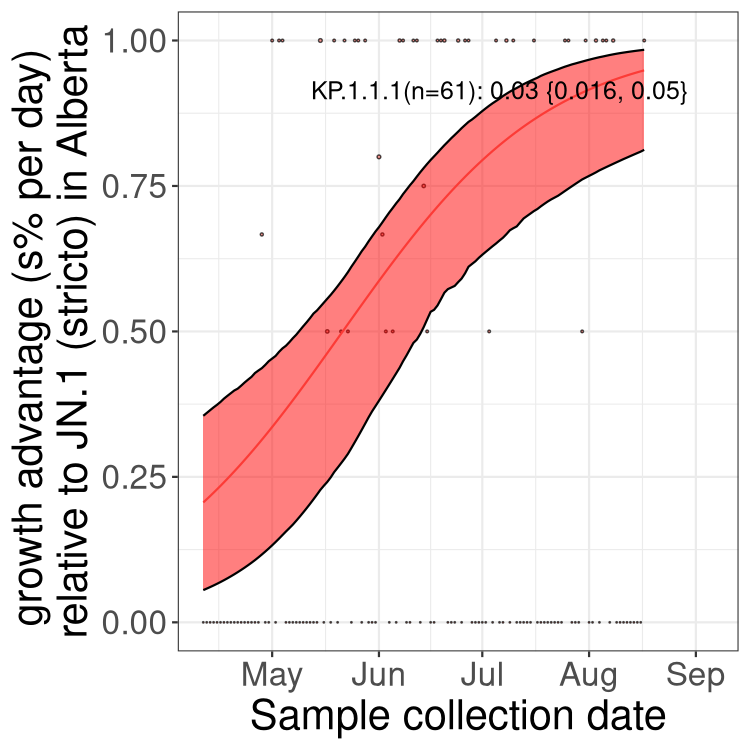 growth advantage (s% per day)
relative to JN.1 (stricto) in Alberta
1.00
0.75
0.50
0.25
0.00
KP.1.1.1(n=61): 0.03 {0.016, 0.05}
May Jun Jul Aug Sep
Sample collection date